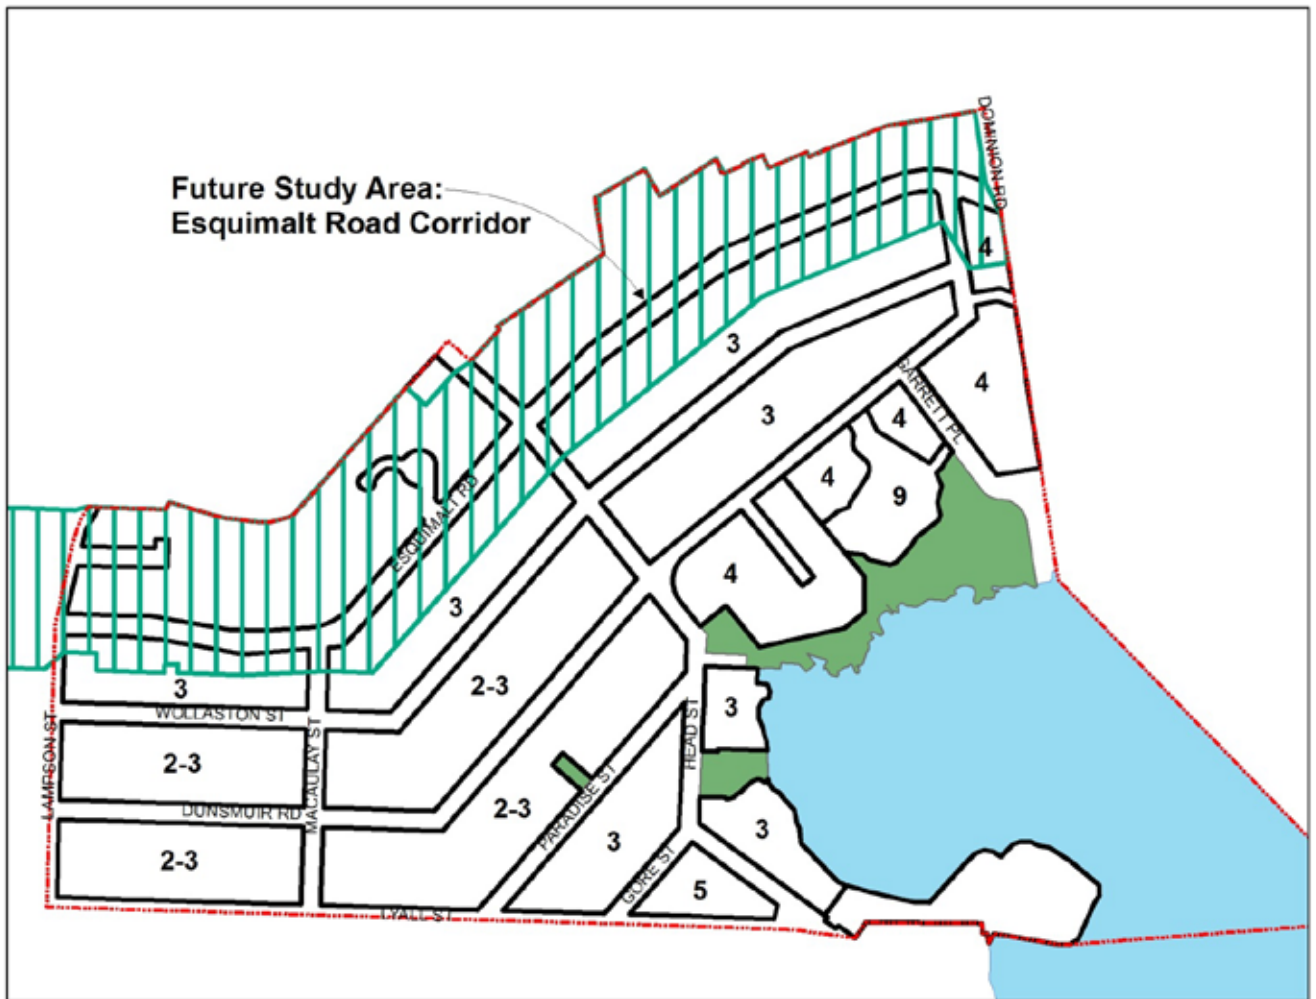 DOMINION RD
Future Study Area:
Esquimalt Road Corridor
4
3
GARRETT PL
4
3
4
4
9
ESQUIMALT RD
4
3
2-3
3
WOLLASTON ST
3
HEAD ST
LAMPSON ST
MACAULAY ST
2-3
DUNSMUIR RD
2-3
PARADISE ST
3
3
2-3
GORE ST
5
LYALL ST